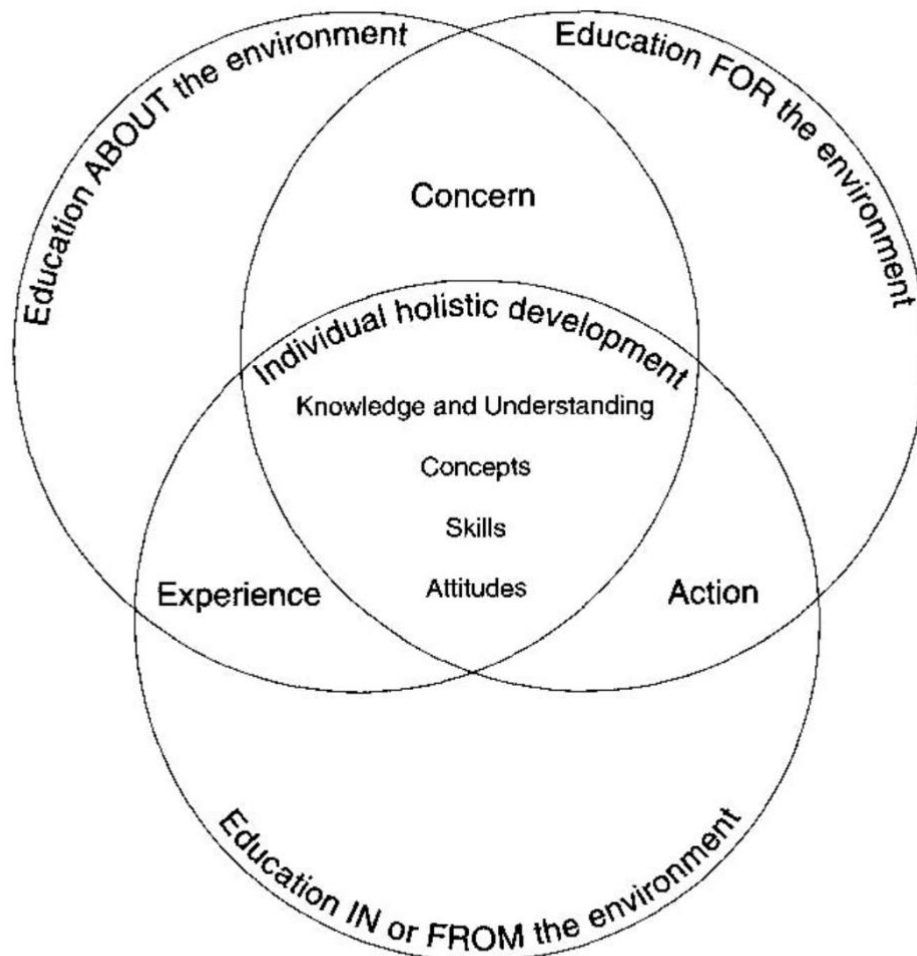 Education ABOUT the environment
Education FOR the environment
Concern
Individual holistic development
Knowledge and Understanding
Concepts
Skills
Attitudes
Experience
Action
Education IN or FROM the environment